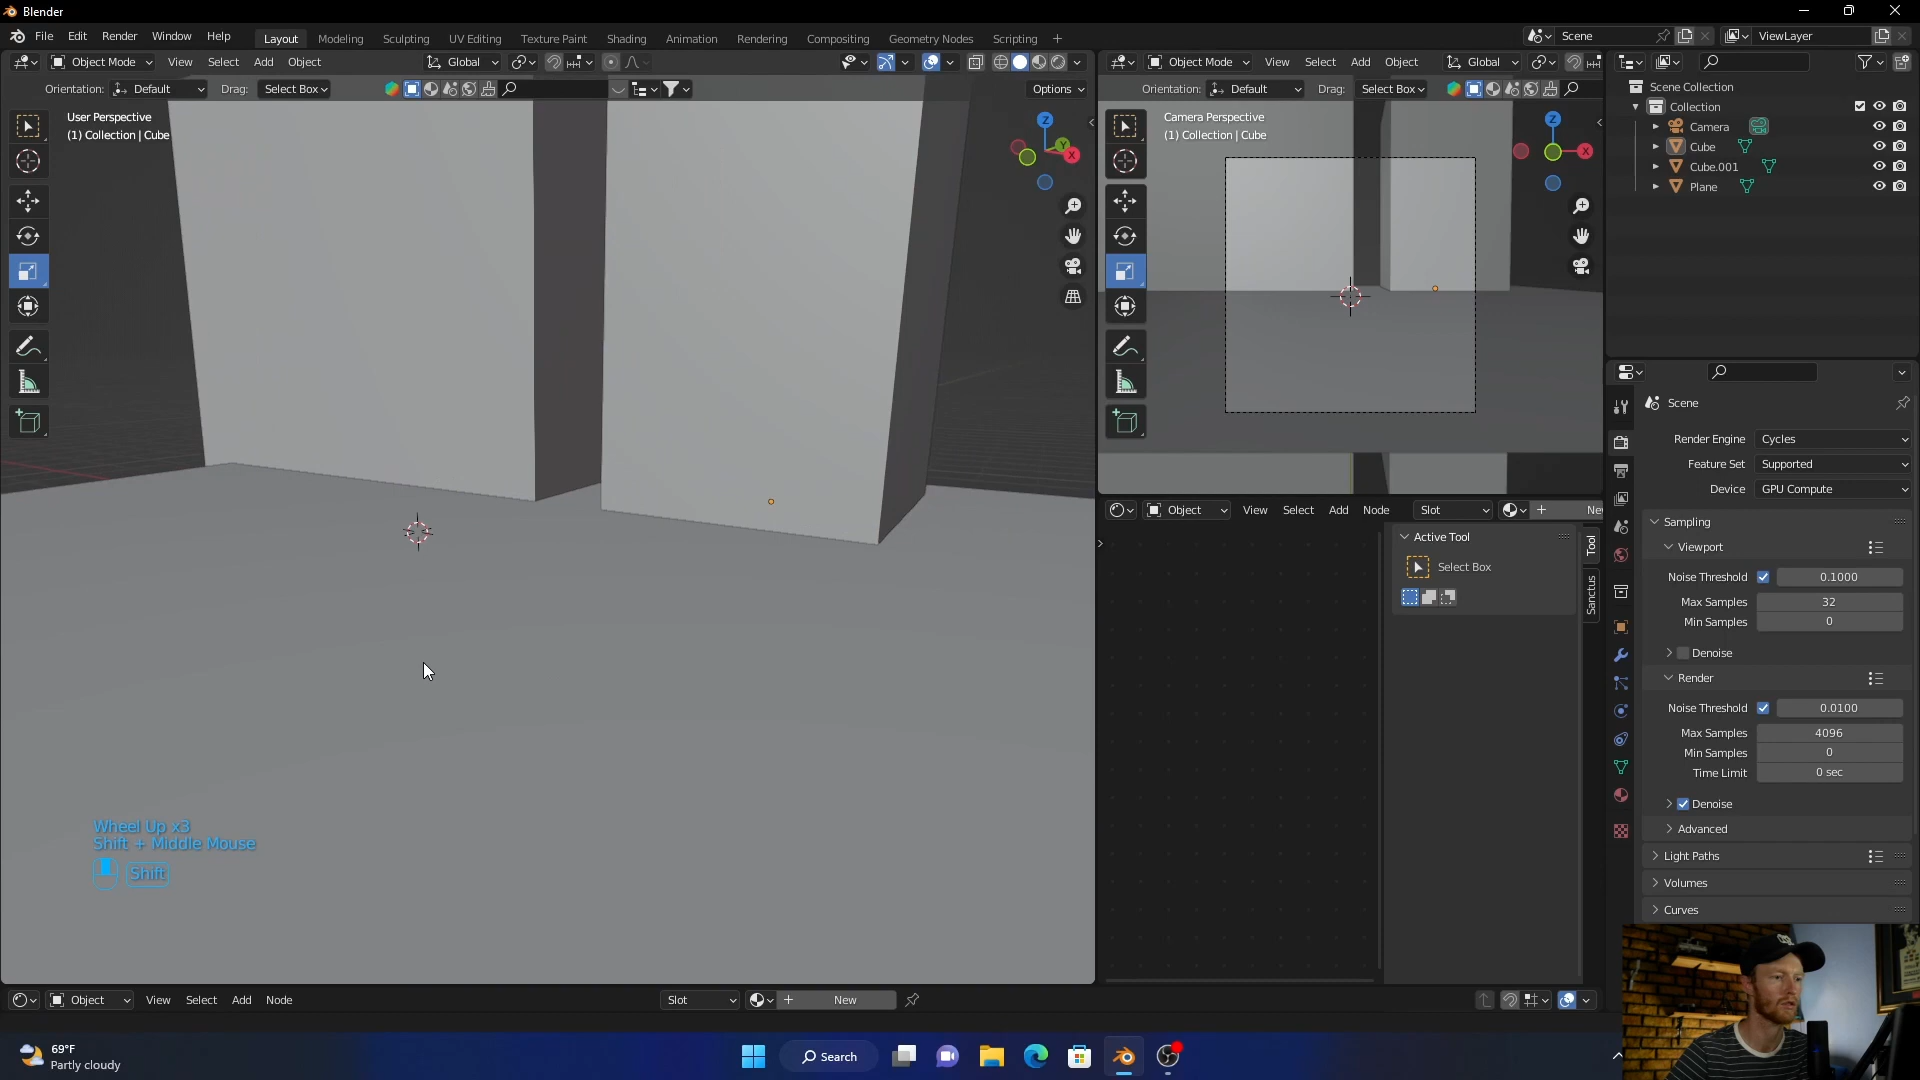 Blender
File Edit Render Window Help Layout Modeling Sculpting UV Editing Texture Paint Shading Animation Rendering Compositing Geometry Nodes Scripting + Scene ViewLayer
Object Mode View Select Add Object Global
Orientation: Default Drag: Select Box Options
User Perspective
(1) Collection | Cube
Z
Y
X
Wheel Up x3
Shift + Middle Mouse
Shift
Object Mode View Select Add Object Global
Orientation: Default Drag: Select Box
Camera Perspective
(1) Collection | Cube
Z
X
Object View Select Add Node Slot + Ne
Active Tool
Select Box
Tool
Sanctus
Scene Collection
Collection
Camera
Cube
Cube.001
Plane
Scene
Render Engine Cycles
Feature Set Supported
Device GPU Compute
Sampling
Viewport
Noise Threshold 0.1000
Max Samples 32
Min Samples 0
Denoise
Render
Noise Threshold 0.0100
Max Samples 4096
Min Samples 0
Time Limit 0 sec
Denoise
Advanced
Light Paths
Volumes
Curves
Object View Select Add Node Slot + New
69°F
Partly cloudy
Search